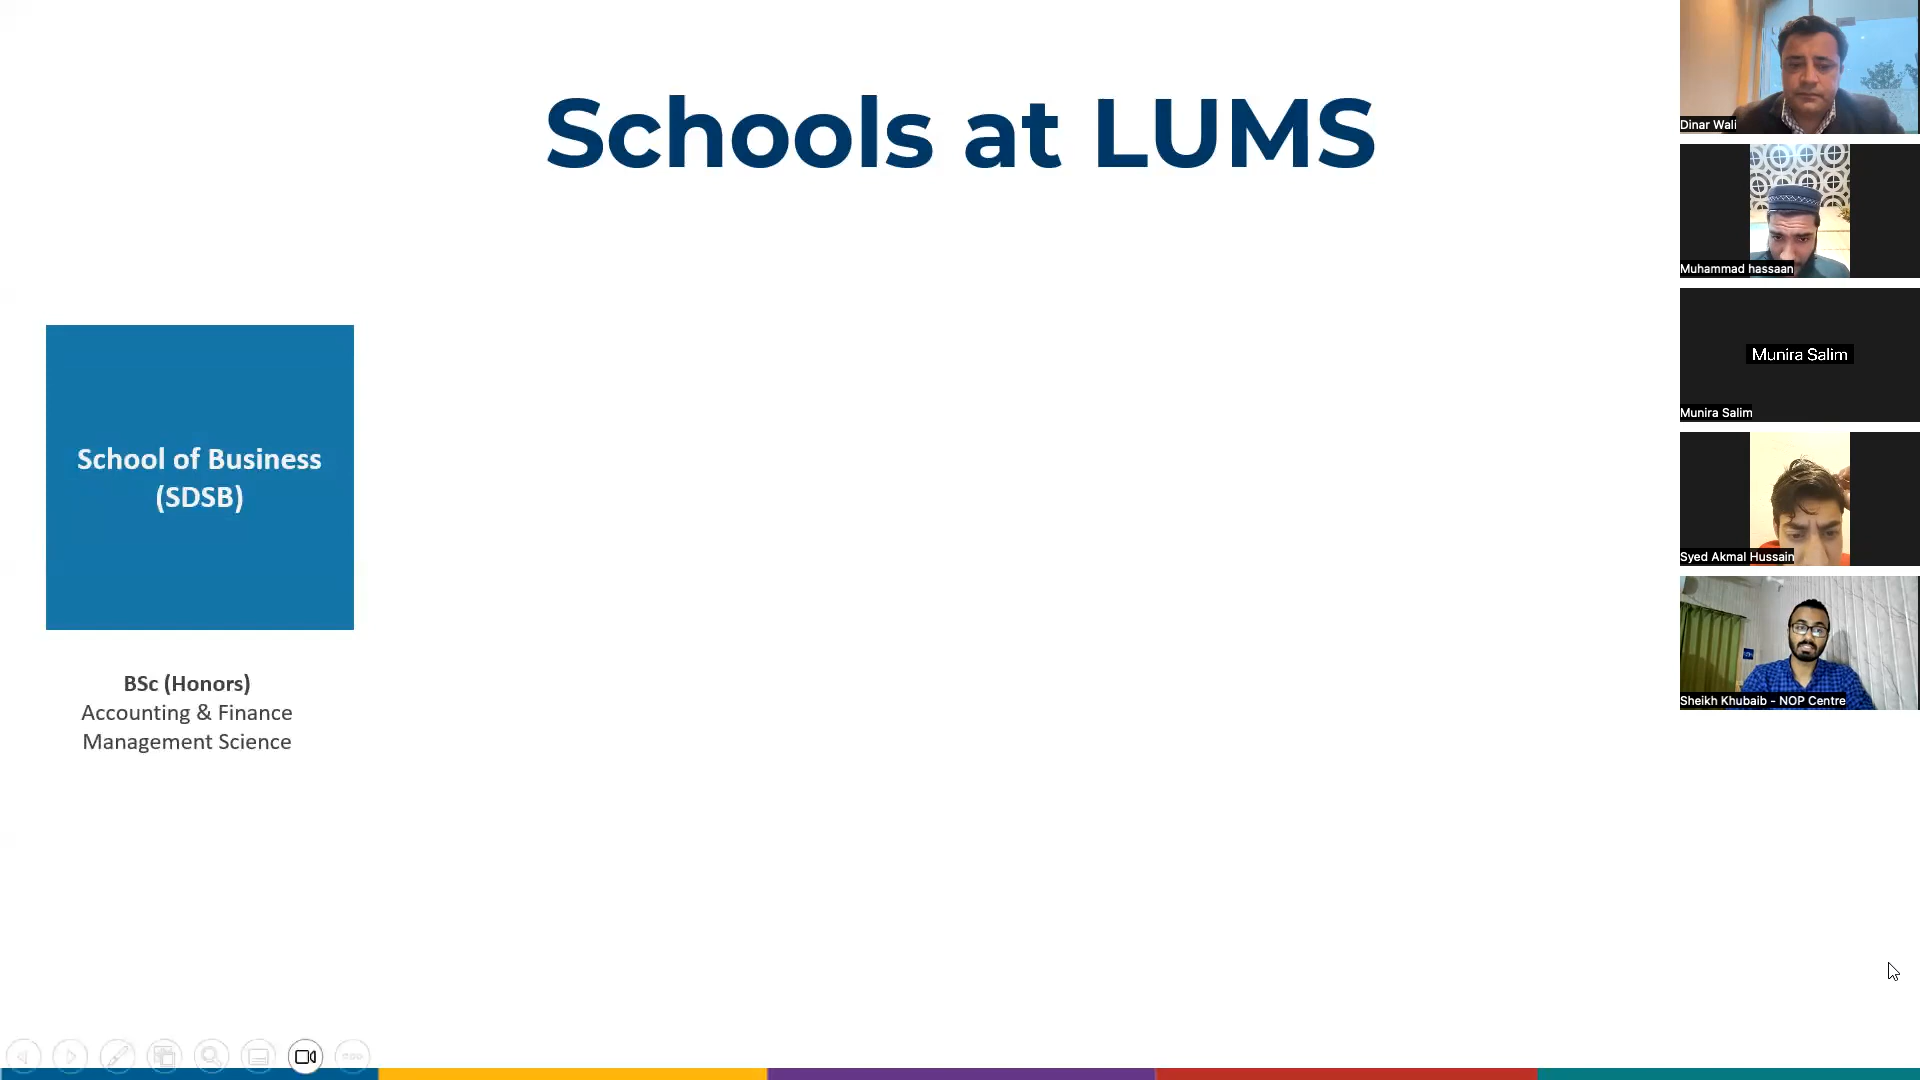 Schools at LUMS
School of Business
(SDSB)
BSc (Honors)
Accounting & Finance
Management Science
Dinar Wali
Muhammad hassaan
Munira Salim
Munira Salim
Syed Akmal Hussain
Sheikh Khubaib - NOP Centre